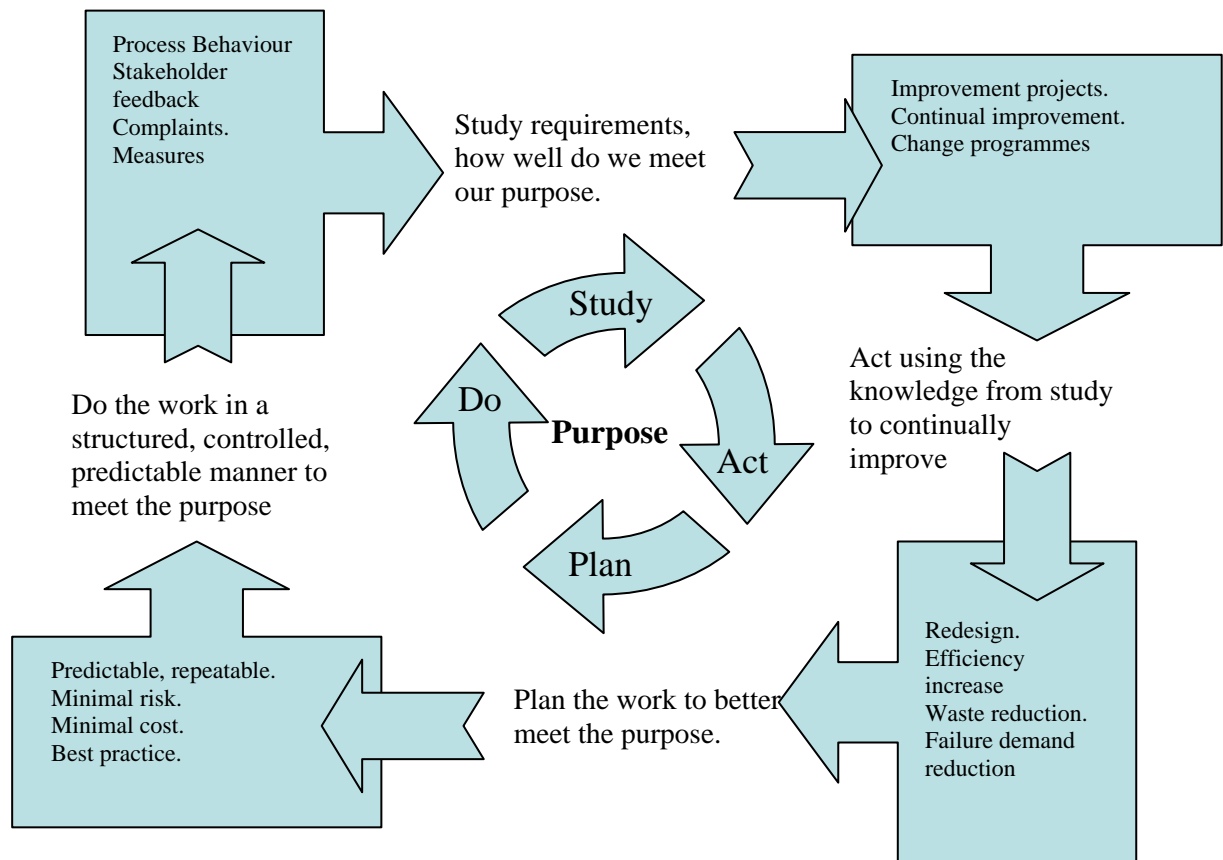 Process Behaviour
Stakeholder
feedback
Complaints.
Measures
Study requirements,
how well do we meet
our purpose.
Improvement projects.
Continual improvement.
Change programmes
Study
Do
Purpose
Act
Plan
Do the work in a
structured, controlled,
predictable manner to
meet the purpose
Act using the
knowledge from study
to continually
improve
Predictable, repeatable.
Minimal risk.
Minimal cost.
Best practice.
Plan the work to better
meet the purpose.
Redesign.
Efficiency
increase
Waste reduction.
Failure demand
reduction